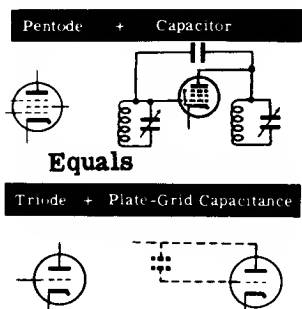 Pentode + Capacitor
Equals
Triode + Plate-Grid Capacitance